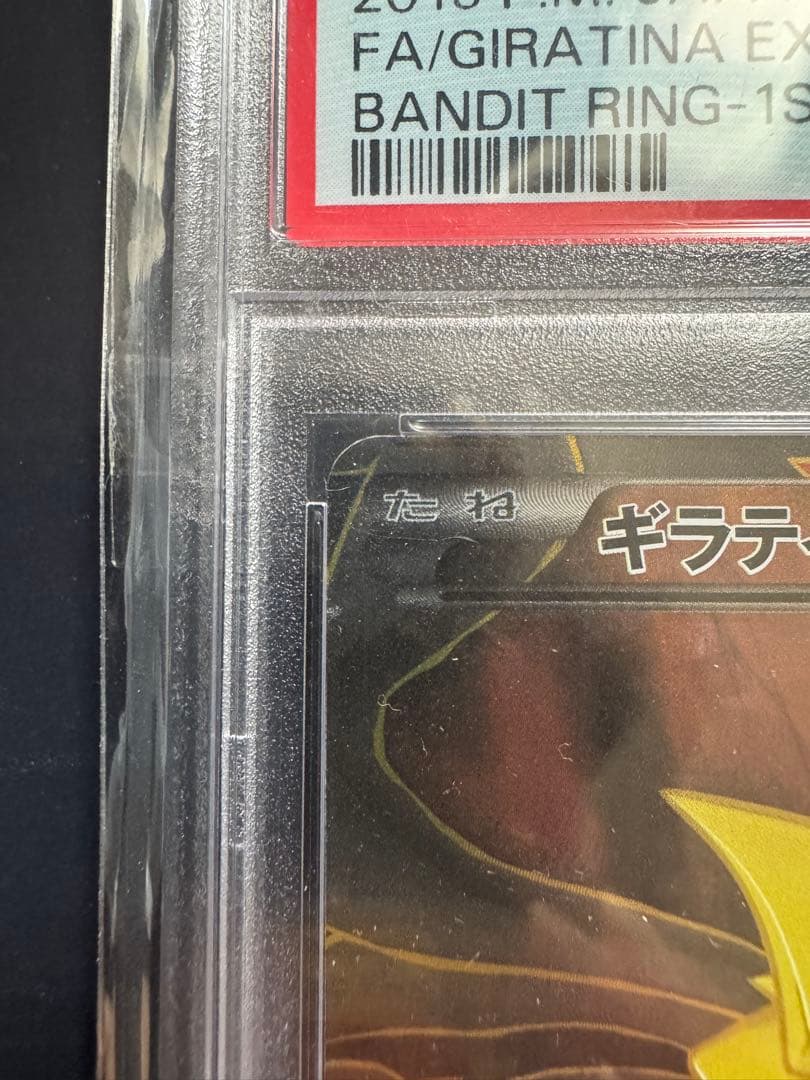 FA/GIRATINA EX
BANDIT RING-1S
たね
ギラテ